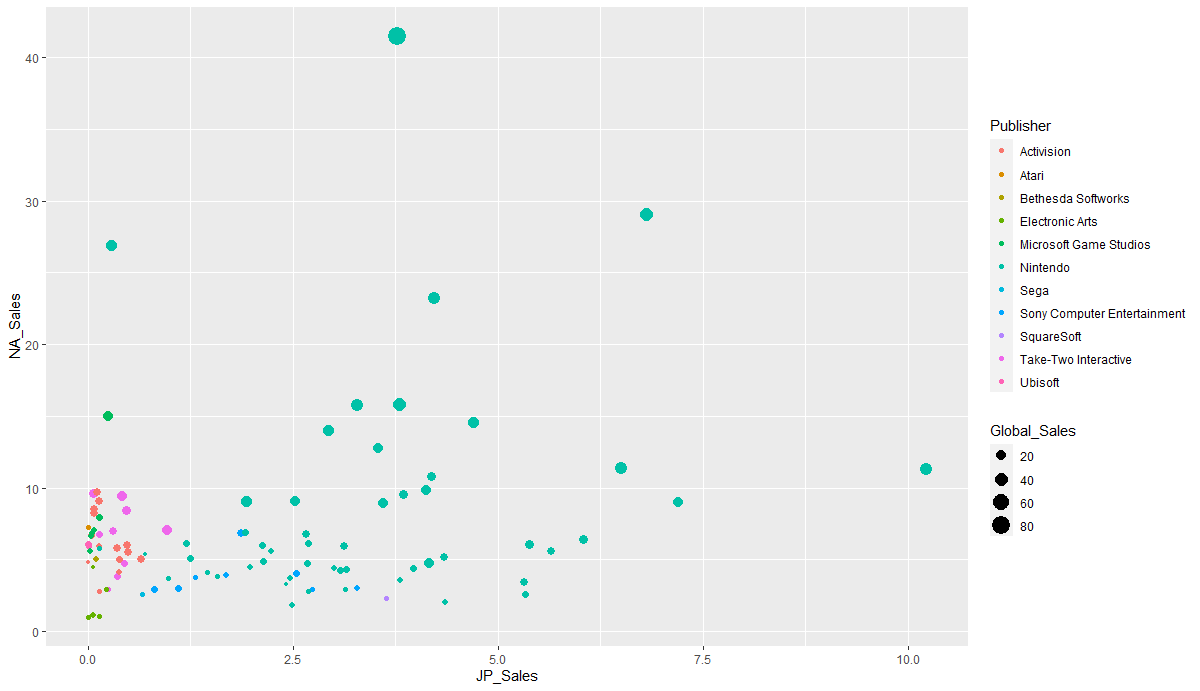 40
30
20
10
0
NA_Sales
0.0
2.5
5.0
7.5
10.0
JP_Sales
Publisher
Activision
Atari
Bethesda Softworks
Electronic Arts
Microsoft Game Studios
Nintendo
Sega
Sony Computer Entertainment
SquareSoft
Take-Two Interactive
Ubisoft
Global_Sales
20
40
60
80